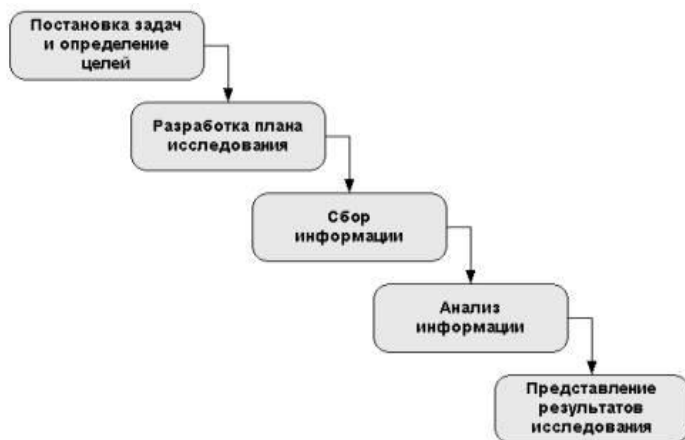 Постановка задач
и определение
целей
Разработка плана
исследования
Сбор
информации
Анализ
информации
Представление
результатов
исследования